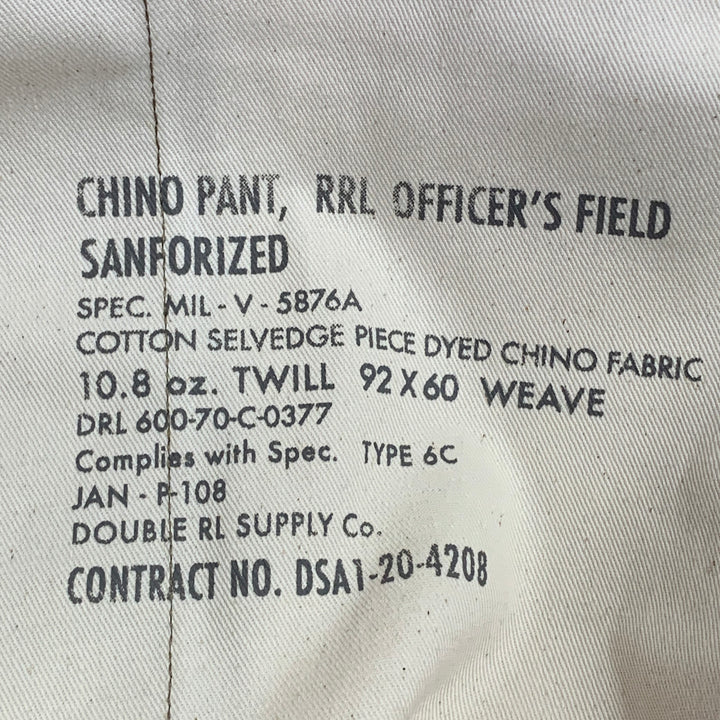 CHINO PANT, RRL OFFICER'S FIELD
SANFORIZED
SPEC. MIL - V - 5876A
COTTON SELVEDGE PIECE DYED CHINO FABRIC
10.8 oz. TWILL 92 X 60 WEAVE
DRL 600-70-C-0377
Complies with Spec. TYPE 6C
JAN - P-108
DOUBLE RL SUPPLY Co.
CONTRACT NO. DSA1-20-4208